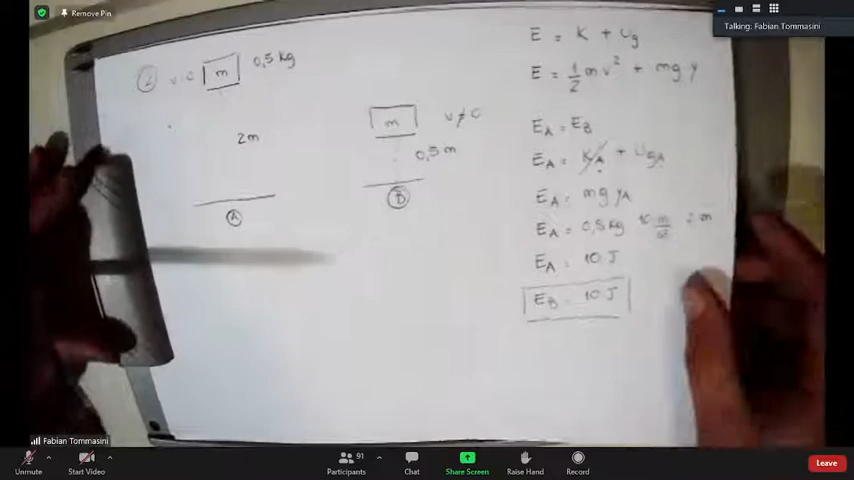 Remove Pin
Talking: Fabian Tommasini
2
v=0
m
0,5 kg
2m
A
m
v≠0
0,5 m
B
E = K + Ug
E = 1/2 m v² + m g y
EA = EB
EA = KA + UgA
EA = m g yA
EA = 0,5 kg 10 m/s² 2 m
EA = 10 J
EB = 10 J
Fabian Tommasini
Unmute
Start Video
Participants
91
Chat
Share Screen
Raise Hand
Record
Leave